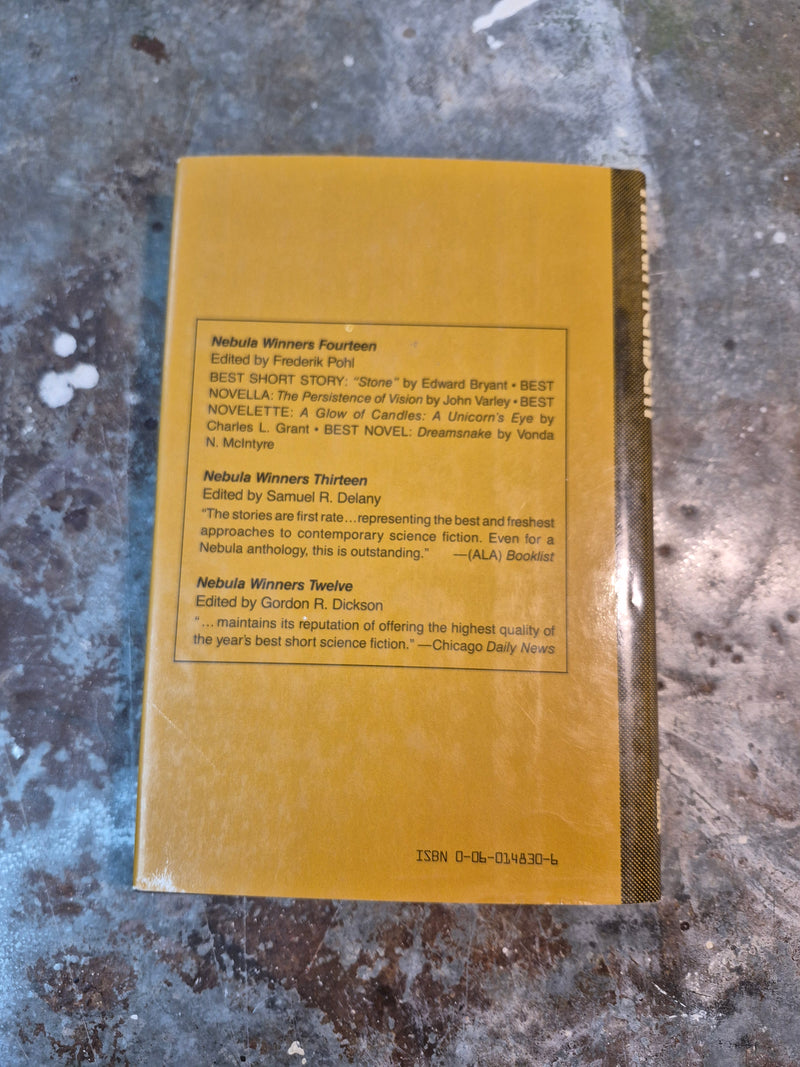 Nebula Winners Fourteen
Edited by Frederik Pohl
BEST SHORT STORY: "Stone" by Edward Bryant • BEST
NOVELLA: The Persistence of Vision by John Varley • BEST
NOVELETTE: A Glow of Candles: A Unicorn's Eye by
Charles L. Grant • BEST NOVEL: Dreamsnake by Vonda
N. McIntyre
Nebula Winners Thirteen
Edited by Samuel R. Delany
"The stories are first rate...representing the best and freshest
approaches to contemporary science fiction. Even for a
Nebula anthology, this is outstanding." —(ALA) Booklist
Nebula Winners Twelve
Edited by Gordon R. Dickson
"... maintains its reputation of offering the highest quality of
the year's best short science fiction." —Chicago Daily News
ISBN 0-06-014830-6